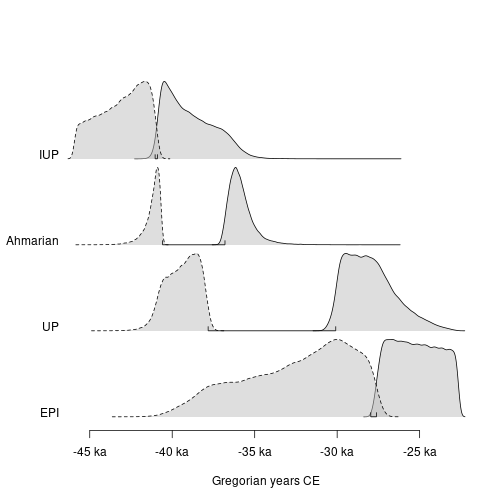 IUP
Ahmarian
UP
EPI
-45 ka -40 ka -35 ka -30 ka -25 ka
Gregorian years CE